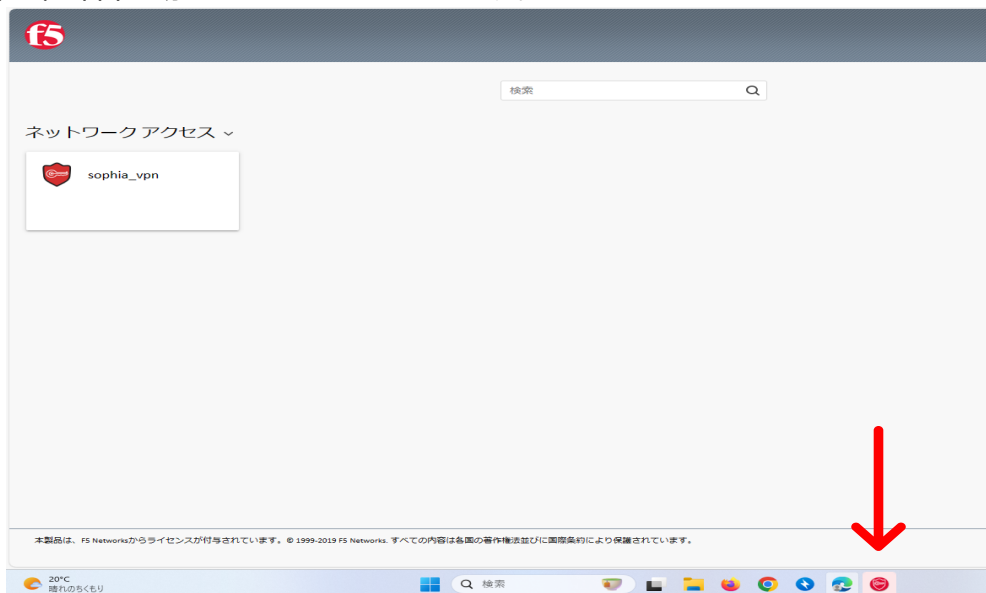 f5
検索
ネットワーク アクセス
sophia_vpn
本製品は、F5 Networksからライセンスが付与されています。© 1999-2019 F5 Networks. すべての内容は各国の著作権法並びに国際条約により保護されています。
20°C
晴れのちくもり
検索